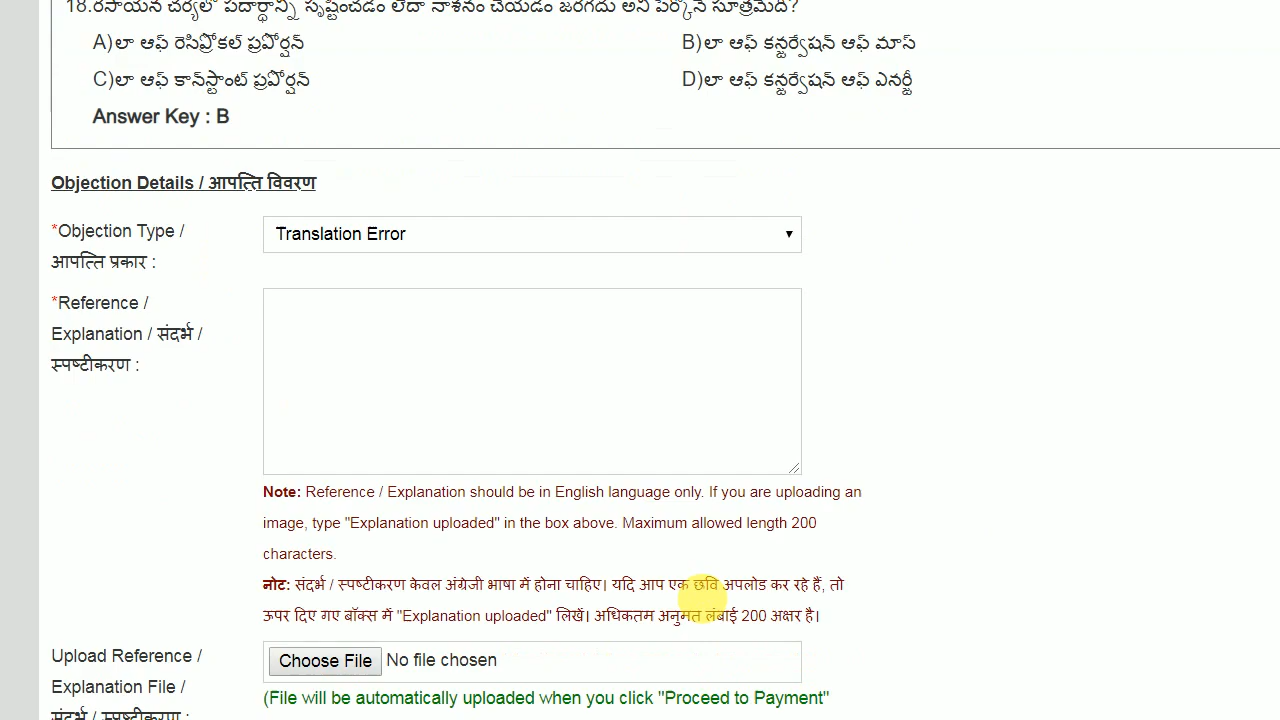 18.రసాయన చర్యలో పదార్థాన్ని సృష్టించడం లేదా నాశనం చేయడం జరగదు అని పేర్కొనే సూత్రమేది?
A)లా ఆఫ్ రెసిప్రోకల్ ప్రపోర్షన్
B)లా ఆఫ్ కన్జర్వేషన్ ఆఫ్ మాస్
C)లా ఆఫ్ కాన్‌స్టాంట్ ప్రపోర్షన్
D)లా ఆఫ్ కన్జర్వేషన్ ఆఫ్ ఎనర్జీ
Answer Key : B
Objection Details / आपत्ति विवरण
*Objection Type /
आपत्ति प्रकार :
Translation Error
*Reference /
Explanation / संदर्भ /
स्पष्टीकरण :
Note: Reference / Explanation should be in English language only. If you are uploading an
image, type "Explanation uploaded" in the box above. Maximum allowed length 200
characters.
नोट: संदर्भ / स्पष्टीकरण केवल अंग्रेजी भाषा में होना चाहिए। यदि आप एक छवि अपलोड कर रहे हैं, तो
ऊपर दिए गए बॉक्स में "Explanation uploaded" लिखें। अधिकतम अनुमत लंबाई 200 अक्षर है।
Upload Reference /
Explanation File /
संदर्भ / स्पष्टीकरण :
Choose File No file chosen
(File will be automatically uploaded when you click "Proceed to Payment"